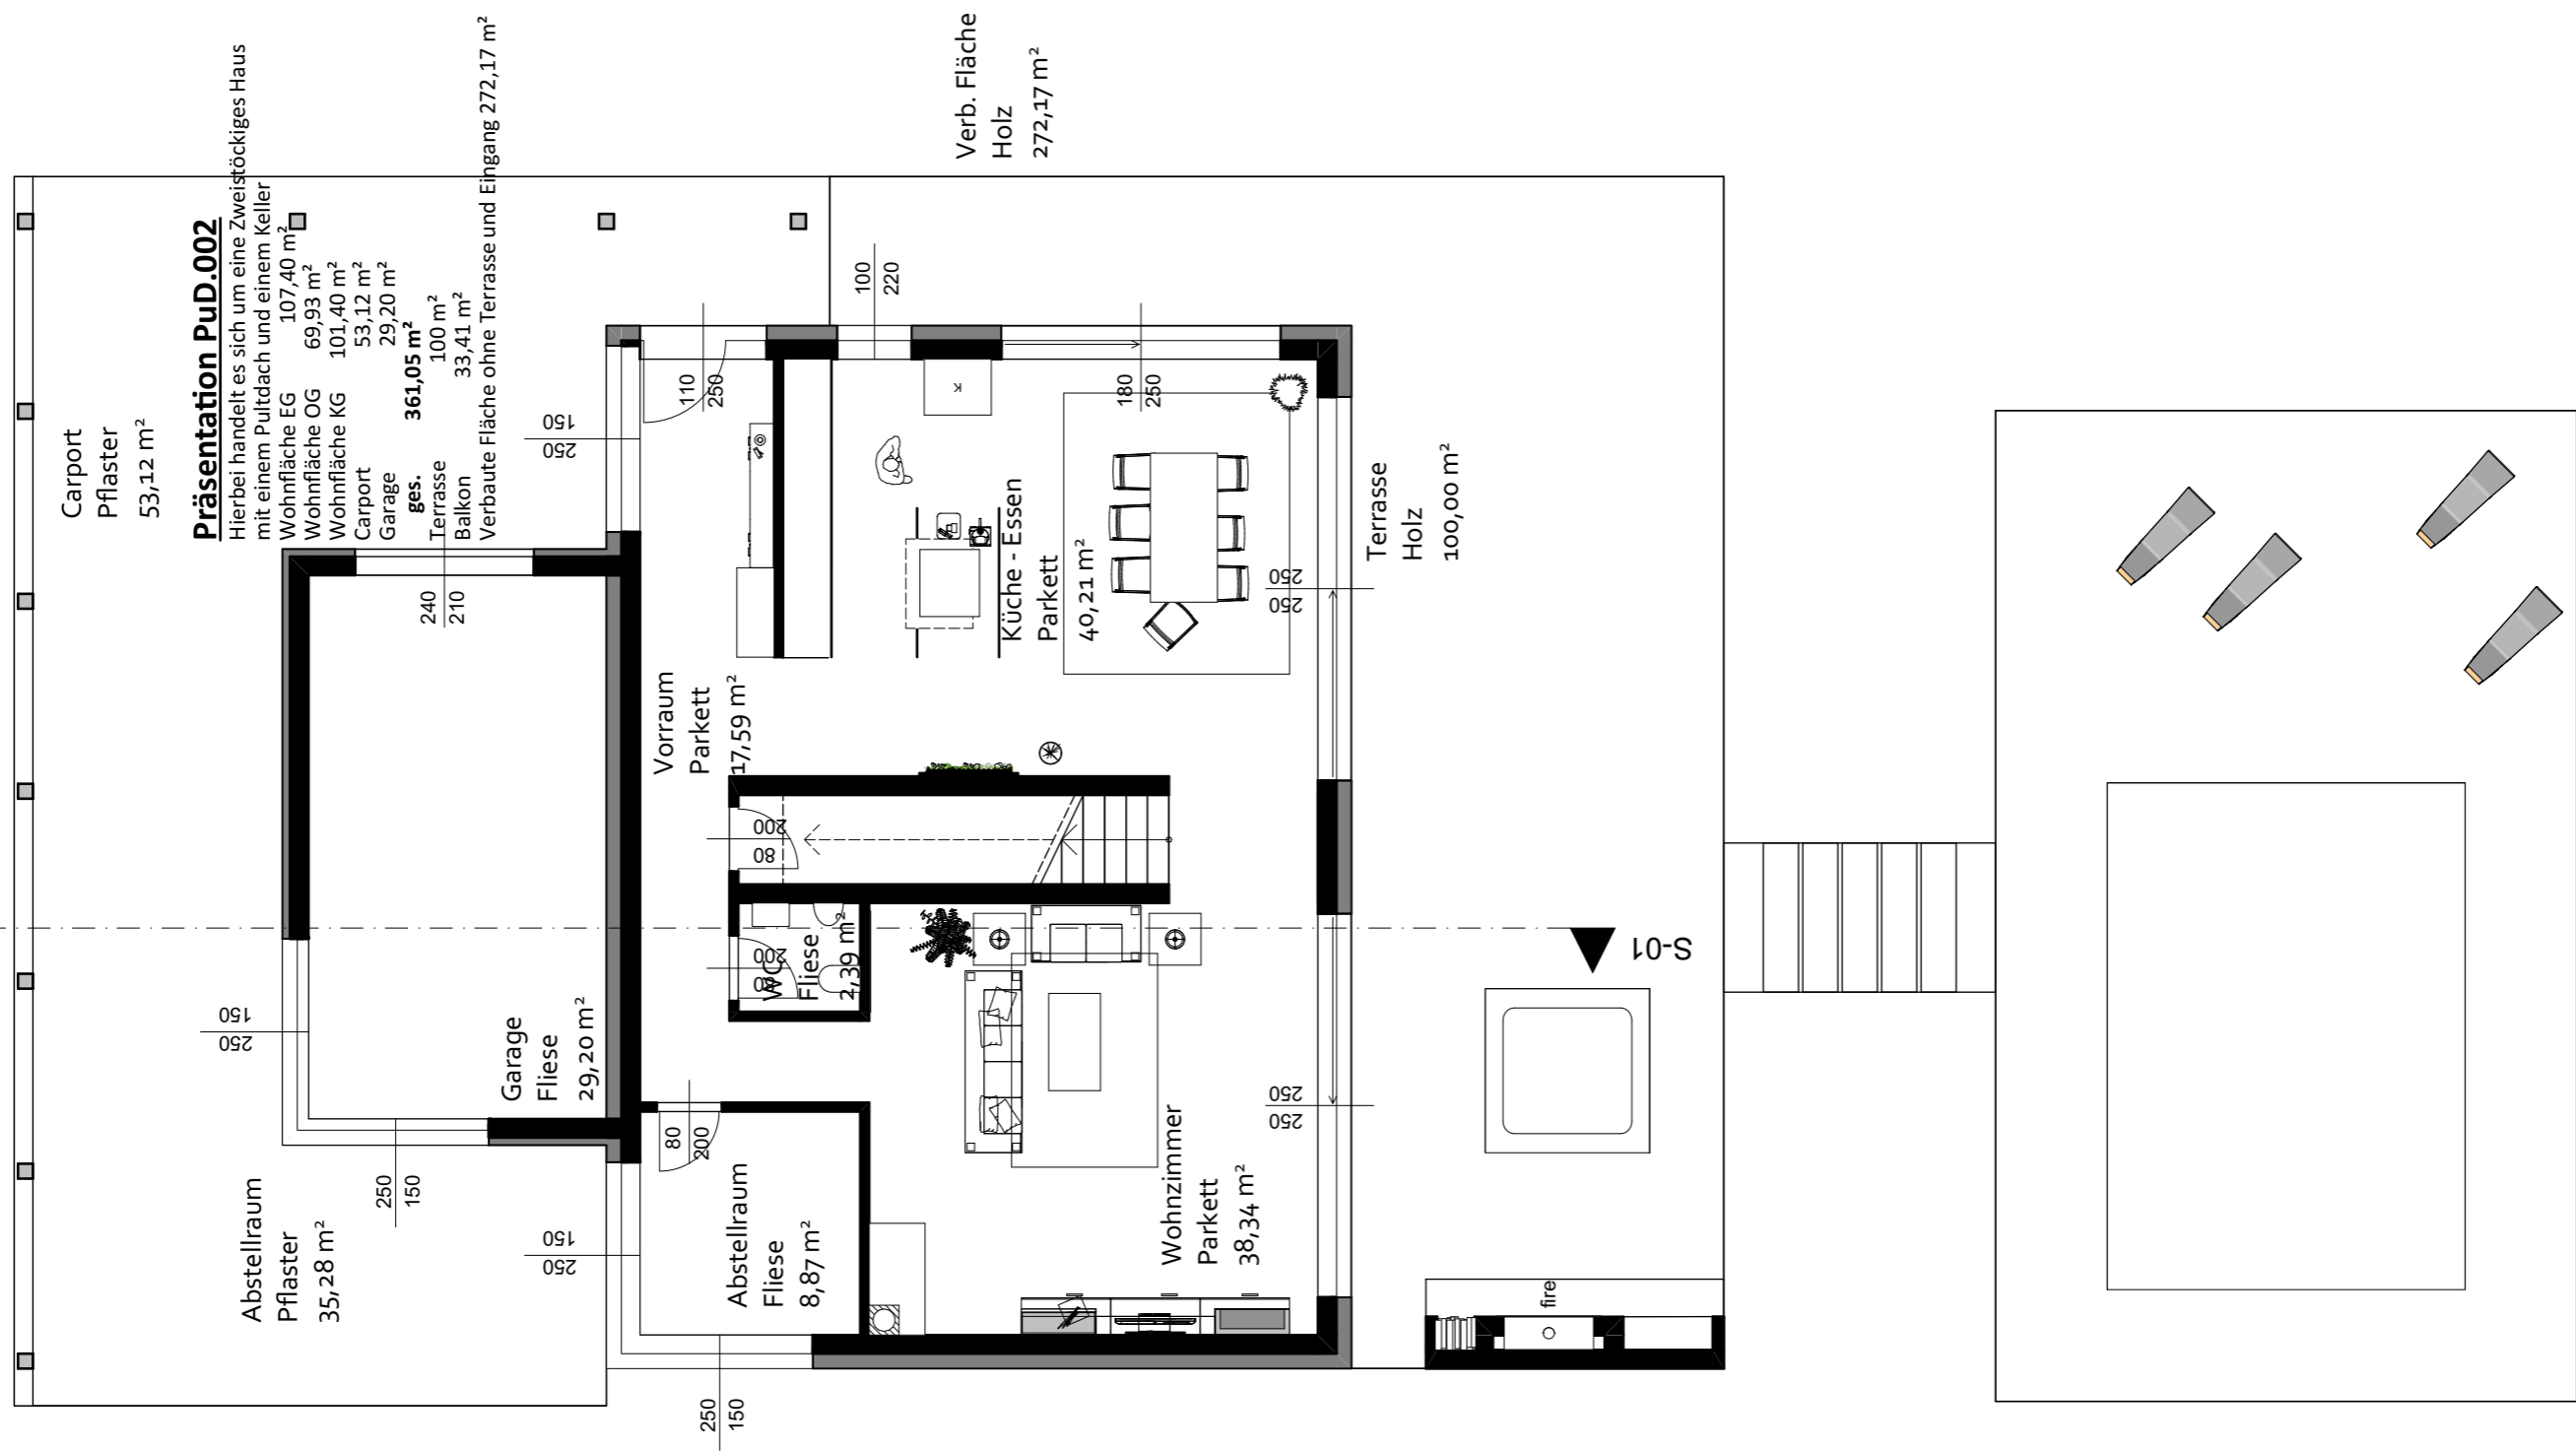 Präsentation PuD.002
Hierbei handelt es sich um eine Zweistöckiges Haus
mit einem Pultdach und einem Keller
Wohnfläche EG 107,40 m²
Wohnfläche OG 69,93 m²
Wohnfläche KG 101,40 m²
Carport 53,12 m²
Garage 29,20 m²
ges. 361,05 m²
Terrasse 100 m²
Balkon 33,41 m²
Verbaute Fläche ohne Terrasse und Eingang 272,17 m²
Carport
Pflaster
53,12 m²
Verb. Fläche
Holz
272,17 m²
Abstellraum
Pflaster
35,28 m²
Garage
Fliese
29,20 m²
Vorraum
Parkett
17,59 m²
Küche - Essen
Parkett
40,21 m²
Terrasse
Holz
100,00 m²
WC
Fliese
2,39 m²
Abstellraum
Fliese
8,87 m²
Wohnzimmer
Parkett
38,34 m²
S-01
fire
K
240
210
150
250
250
150
150
250
110
250
100
220
180
250
250
250
250
250
200
80
200
80
80
200
150
250
250
150